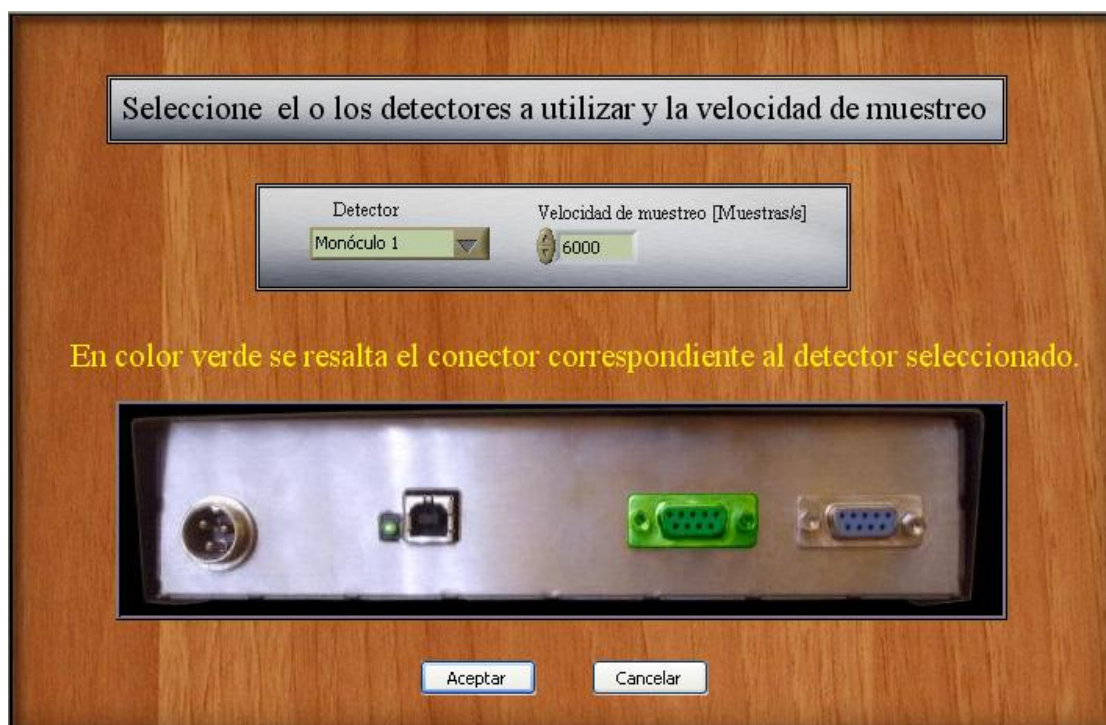 Seleccione el o los detectores a utilizar y la velocidad de muestreo
Detector
Velocidad de muestreo [Muestras/s]
Monóculo 1
6000
En color verde se resalta el conector correspondiente al detector seleccionado.
Aceptar
Cancelar